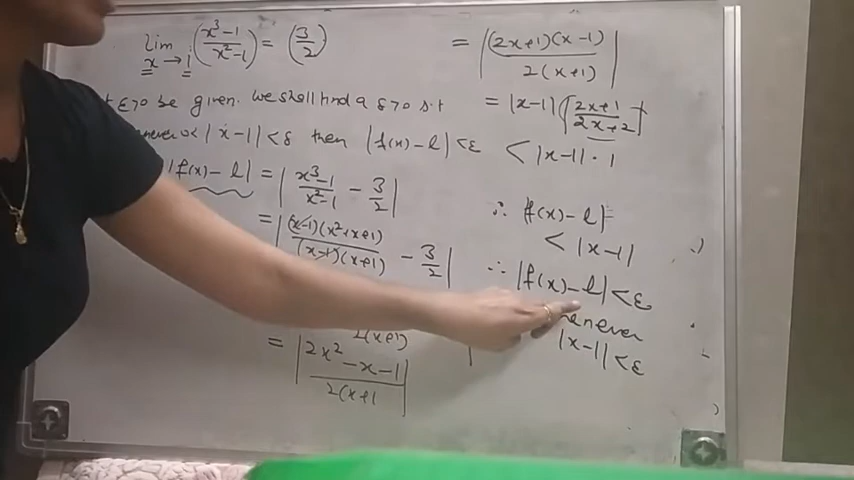 lim x→1 (x³-1/x²-1) = (3/2)
ε>0 be given. We shall find a δ>0 s.t
0<|x-1|<δ then |f(x)-l|<ε
|f(x)-l| = |x³-1/x²-1 - 3/2|
= |(x-1)(x²+x+1)/(x-1)(x+1) - 3/2|
2(x+1)
= |2x²-x-1/2(x+1|
= |(2x+1)(x-1)/2(x+1)|
= |x-1| |2x+1/2x+2|
< |x-1|·1
∴ |f(x)-l|
< |x-1|
∴ |f(x)-l|<ε
|x-1|<ε